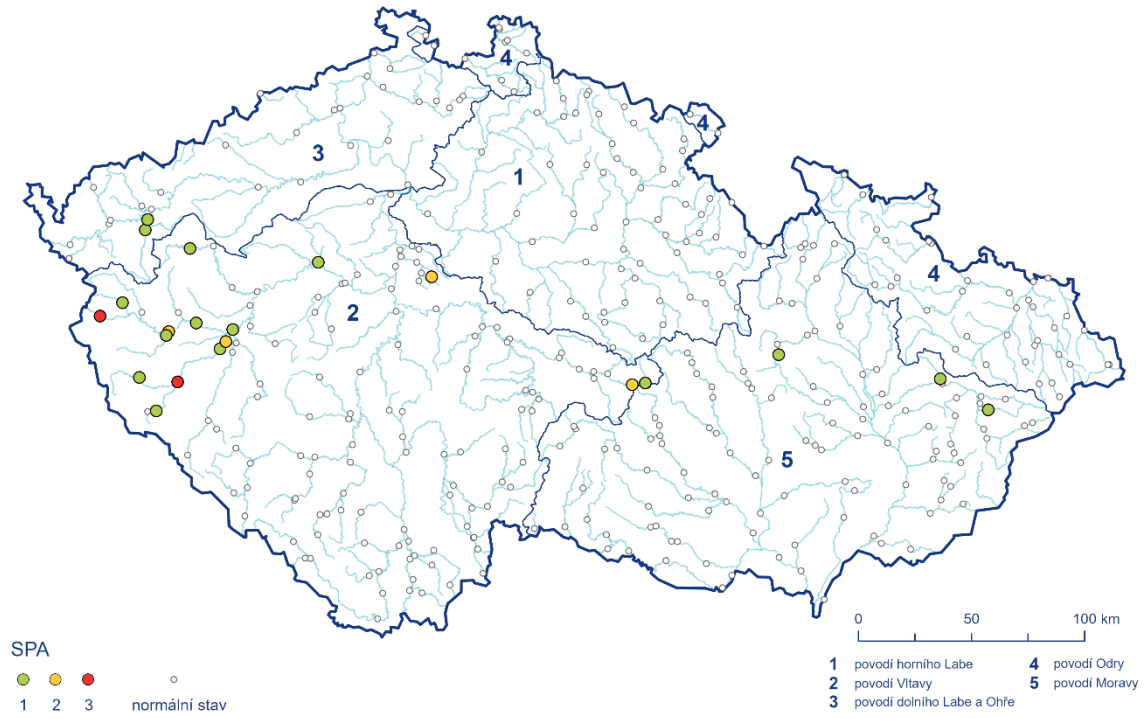 4
4
3
1
4
2
5
SPA
1 2 3 normální stav
0 50 100 km
1 povodí horního Labe
2 povodí Vltavy
3 povodí dolního Labe a Ohře
4 povodí Odry
5 povodí Moravy